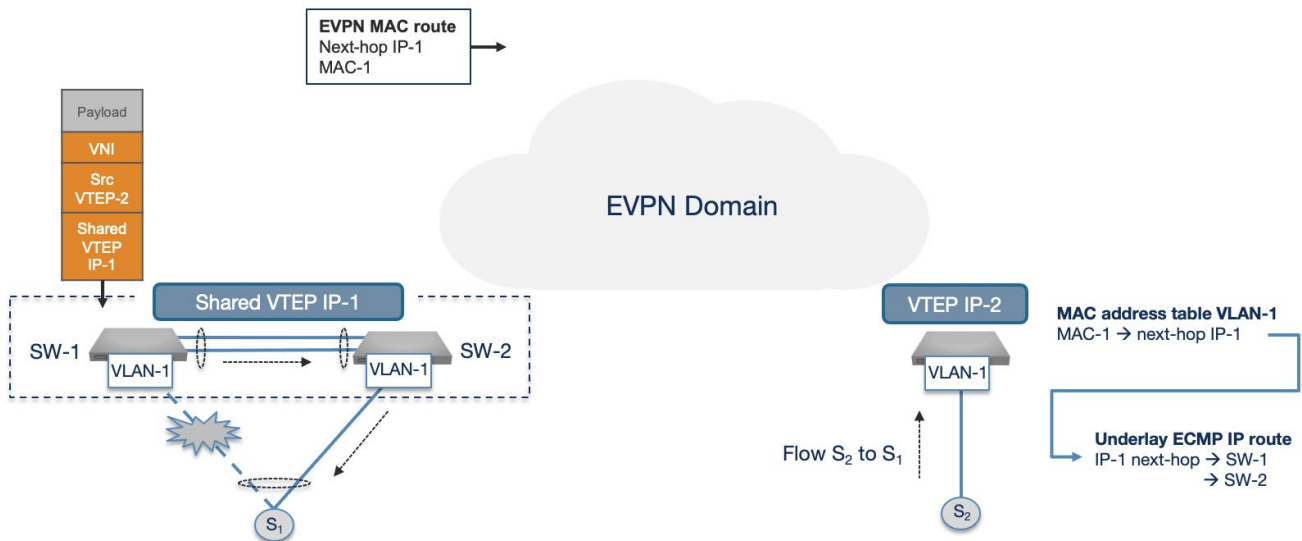 EVPN MAC route
Next-hop IP-1
MAC-1
Payload
VNI
Src
VTEP-2
Shared
VTEP
IP-1
EVPN Domain
Shared VTEP IP-1
SW-1
VLAN-1
VLAN-1
SW-2
S1
VTEP IP-2
VLAN-1
Flow S2 to S1
S2
MAC address table VLAN-1
MAC-1 → next-hop IP-1
Underlay ECMP IP route
IP-1 next-hop → SW-1
→ SW-2